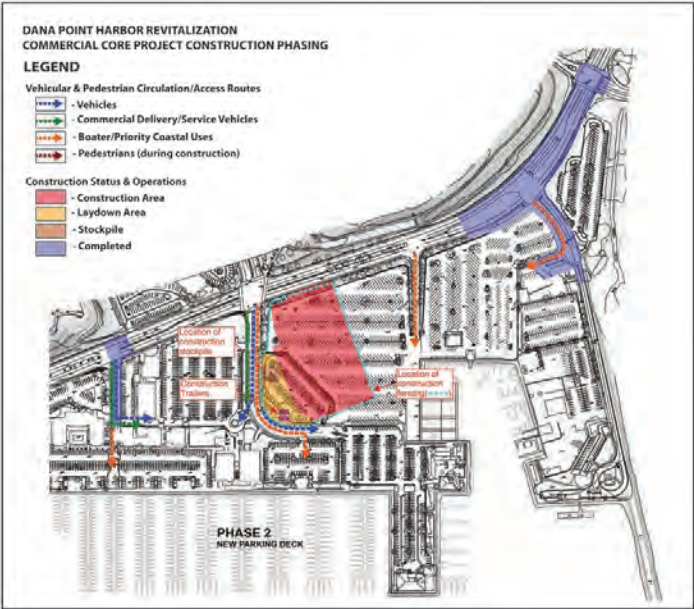 DANA POINT HARBOR REVITALIZATION
COMMERCIAL CORE PROJECT CONSTRUCTION PHASING
LEGEND
Vehicular & Pedestrian Circulation/Access Routes
- Vehicles
- Commercial Delivery/Service Vehicles
- Boater/Priority Coastal Uses
- Pedestrians (during construction)
Construction Status & Operations
- Construction Area
- Laydown Area
- Stockpile
- Completed
Location of
construction
stockpile
Construction
Trailers
Location of
construction
fencing
PHASE 2
NEW PARKING DECK